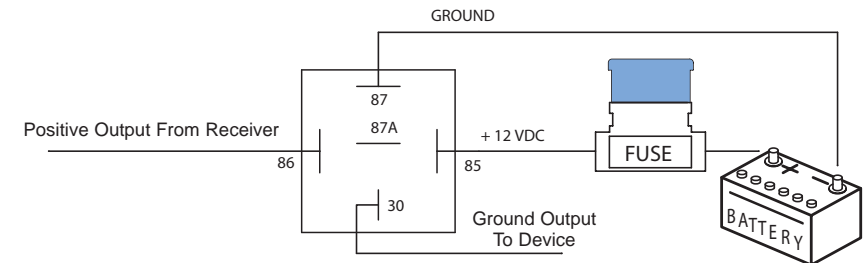 GROUND
87
87A
Positive Output From Receiver
86
+ 12 VDC
85
FUSE
30
Ground Output
To Device
+ -
BATTERY